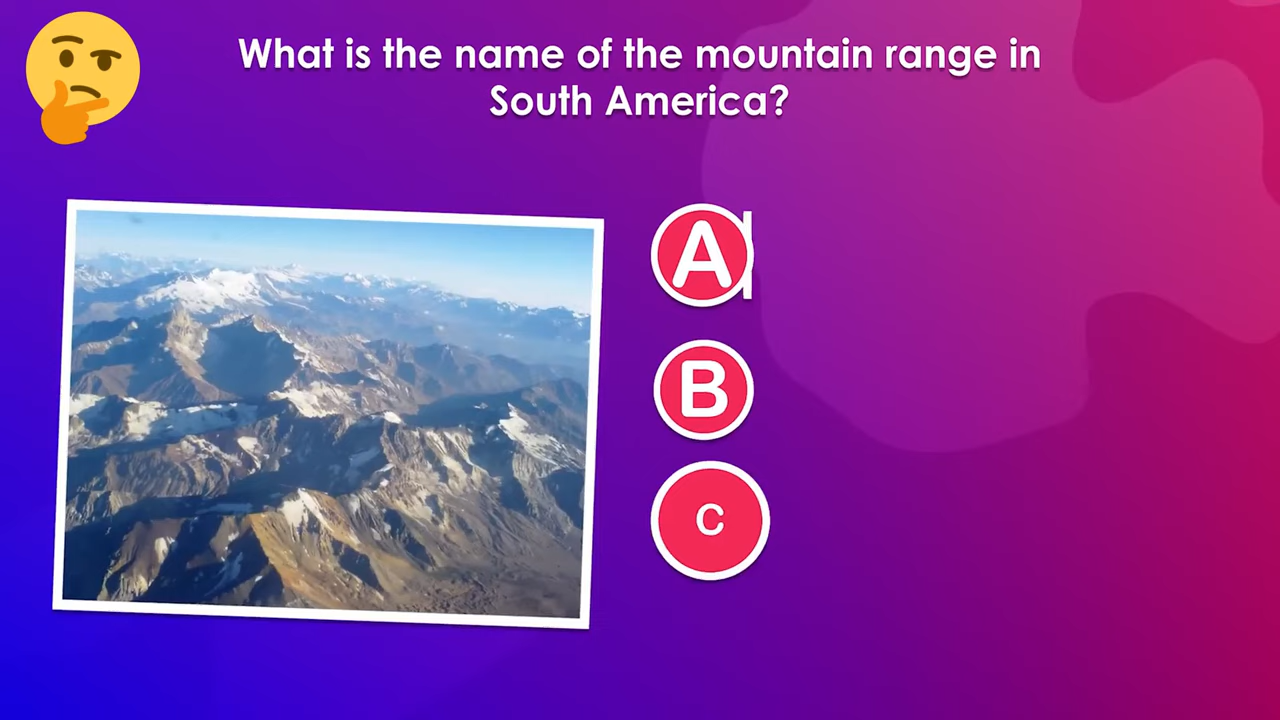 What is the name of the mountain range in
South America?
A
B
C